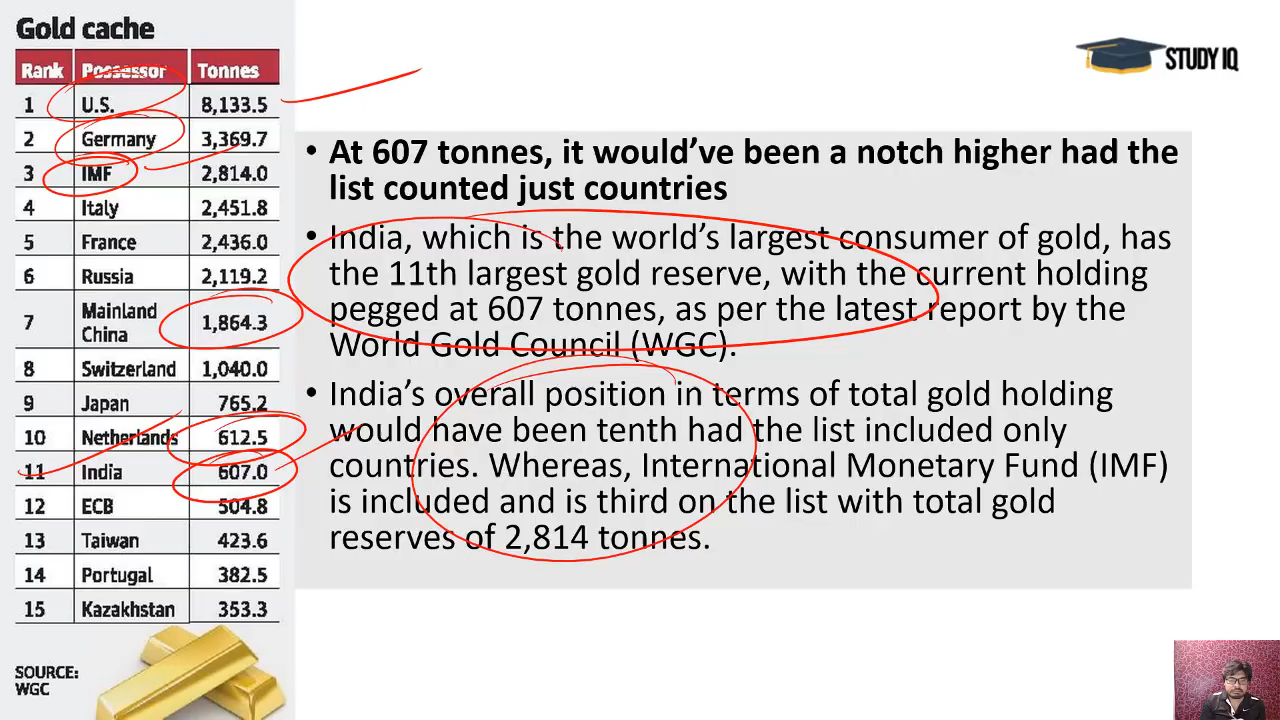 Gold cache
Rank Possessor Tonnes
1 U.S. 8,133.5
2 Germany 3,369.7
3 IMF 2,814.0
4 Italy 2,451.8
5 France 2,436.0
6 Russia 2,119.2
7 Mainland China 1,864.3
8 Switzerland 1,040.0
9 Japan 765.2
10 Netherlands 612.5
11 India 607.0
12 ECB 504.8
13 Taiwan 423.6
14 Portugal 382.5
15 Kazakhstan 353.3
SOURCE:
WGC
STUDY IQ
• At 607 tonnes, it would’ve been a notch higher had the
list counted just countries
• India, which is the world’s largest consumer of gold, has
the 11th largest gold reserve, with the current holding
pegged at 607 tonnes, as per the latest report by the
World Gold Council (WGC).
• India’s overall position in terms of total gold holding
would have been tenth had the list included only
countries. Whereas, International Monetary Fund (IMF)
is included and is third on the list with total gold
reserves of 2,814 tonnes.